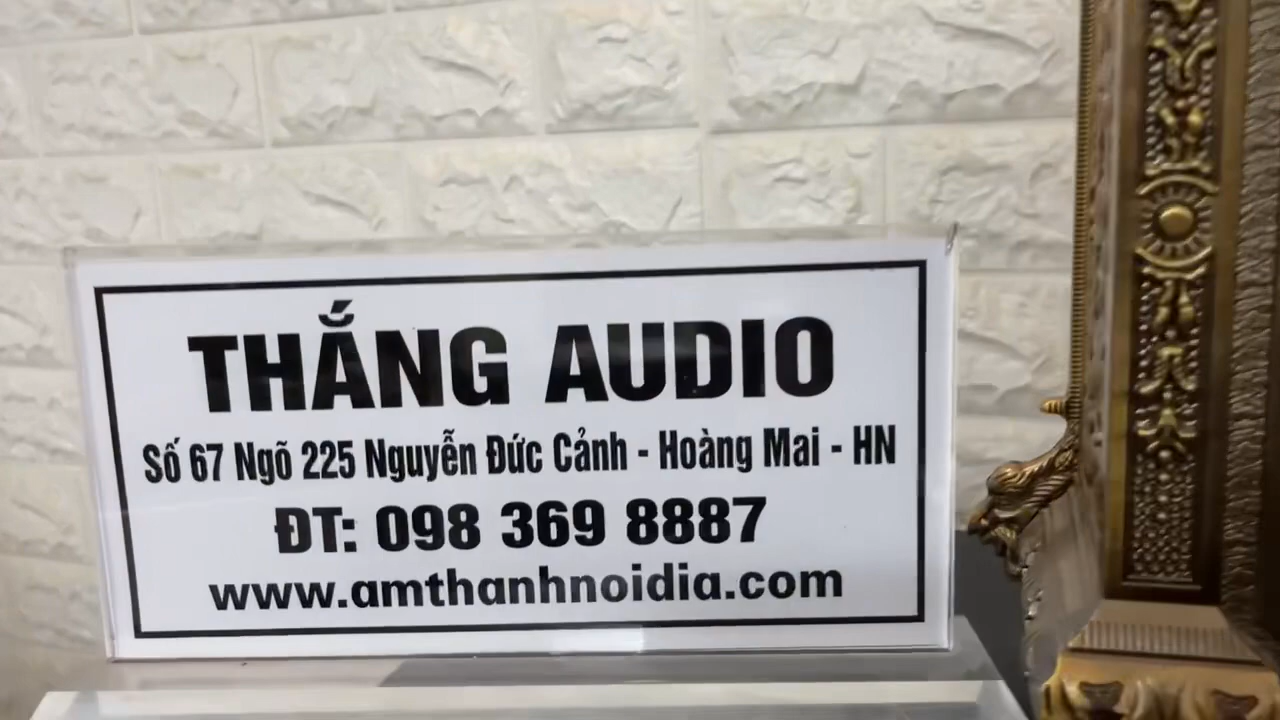 THẮNG AUDIO
Số 67 Ngõ 225 Nguyễn Đức Cảnh - Hoàng Mai - HN
ĐT: 098 369 8887
www.amthanhnoidia.com